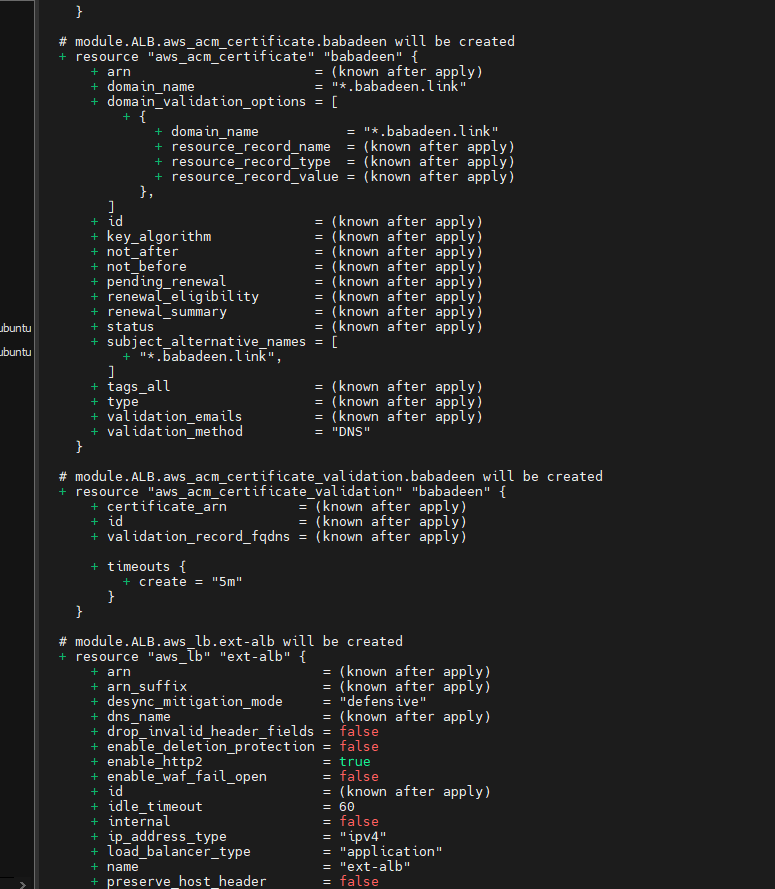 }
# module.ALB.aws_acm_certificate.babadeen will be created
+ resource "aws_acm_certificate" "babadeen" {
+ arn = (known after apply)
+ domain_name = "*.babadeen.link"
+ domain_validation_options = [
+ {
+ domain_name = "*.babadeen.link"
+ resource_record_name = (known after apply)
+ resource_record_type = (known after apply)
+ resource_record_value = (known after apply)
},
]
+ id = (known after apply)
+ key_algorithm = (known after apply)
+ not_after = (known after apply)
+ not_before = (known after apply)
+ pending_renewal = (known after apply)
+ renewal_eligibility = (known after apply)
+ renewal_summary = (known after apply)
+ status = (known after apply)
+ subject_alternative_names = [
+ "*.babadeen.link",
]
+ tags_all = (known after apply)
+ type = (known after apply)
+ validation_emails = (known after apply)
+ validation_method = "DNS"
}
# module.ALB.aws_acm_certificate_validation.babadeen will be created
+ resource "aws_acm_certificate_validation" "babadeen" {
+ certificate_arn = (known after apply)
+ id = (known after apply)
+ validation_record_fqdns = (known after apply)
+ timeouts {
+ create = "5m"
}
}
# module.ALB.aws_lb.ext-alb will be created
+ resource "aws_lb" "ext-alb" {
+ arn = (known after apply)
+ arn_suffix = (known after apply)
+ desync_mitigation_mode = "defensive"
+ dns_name = (known after apply)
+ drop_invalid_header_fields = false
+ enable_deletion_protection = false
+ enable_http2 = true
+ enable_waf_fail_open = false
+ id = (known after apply)
+ idle_timeout = 60
+ internal = false
+ ip_address_type = "ipv4"
+ load_balancer_type = "application"
+ name = "ext-alb"
+ preserve_host_header = false
ubuntu
ubuntu